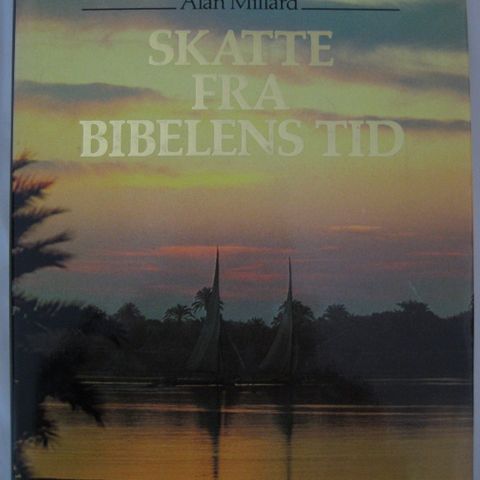 Alan Millard
SKATTE
FRA
BIBELENS TID